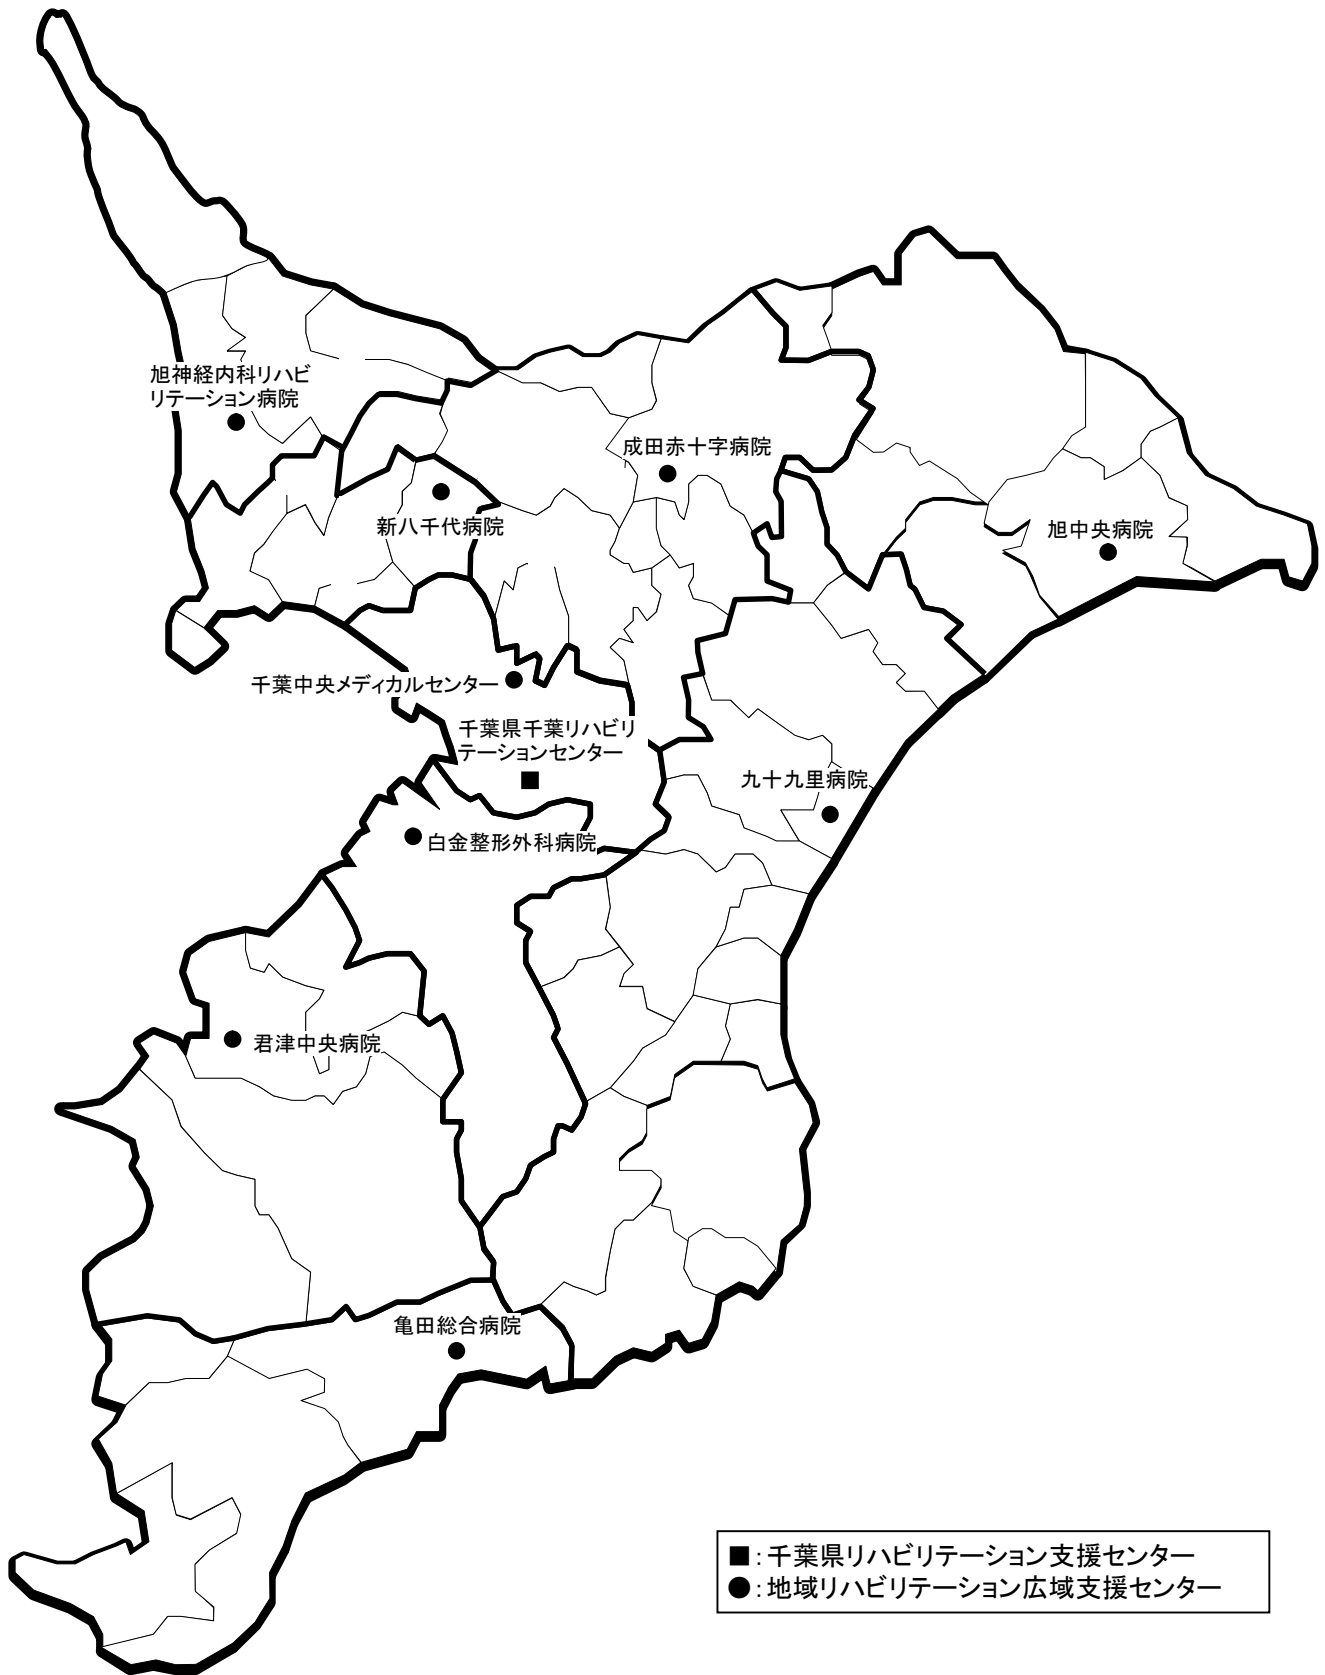 旭神経内科リハビ
リテーション病院
成田赤十字病院
新八千代病院
旭中央病院
千葉中央メディカルセンター
千葉県千葉リハビリ
テーションセンター
九十九里病院
白金整形外科病院
君津中央病院
亀田総合病院
■：千葉県リハビリテーション支援センター
●：地域リハビリテーション広域支援センター